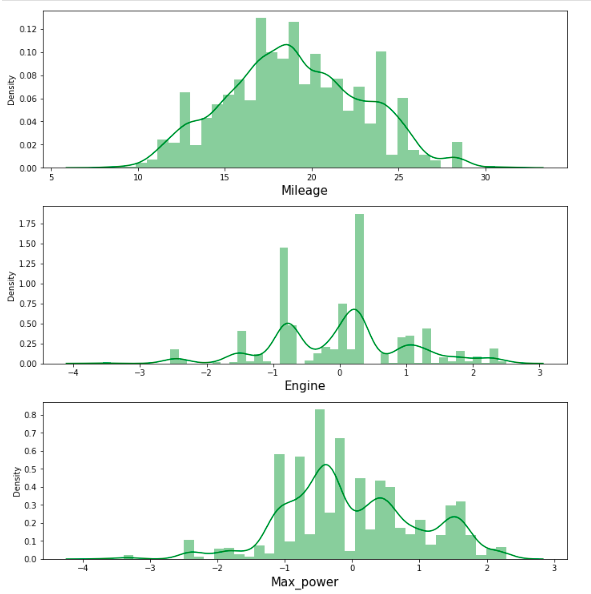 0.12
0.10
0.08
0.06
0.04
0.02
0.00
Density
5 10 15 20 25 30
Mileage
1.75
1.50
1.25
1.00
0.75
0.50
0.25
0.00
Density
−4 −3 −2 −1 0 1 2 3
Engine
0.8
0.7
0.6
0.5
0.4
0.3
0.2
0.1
0.0
Density
−4 −3 −2 −1 0 1 2 3
Max_power